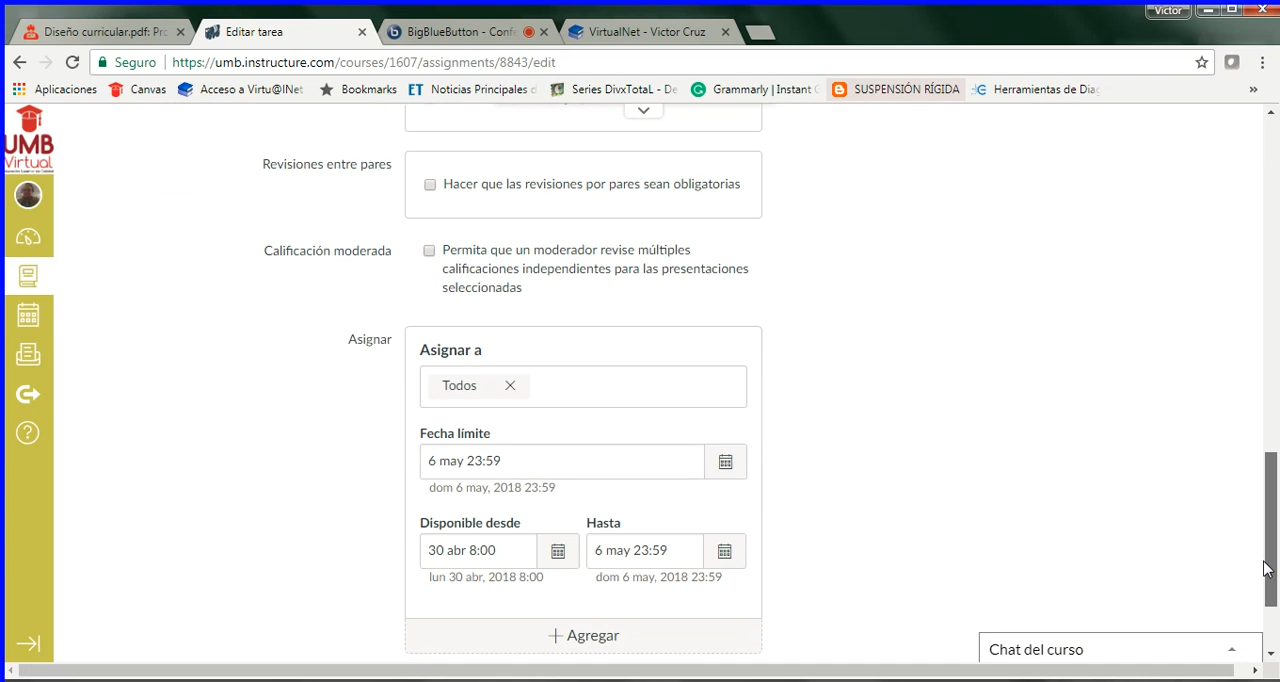 Victor
Diseño curricular.pdf: Pr
Editar tarea
BigBlueButton - Confe
VirtualNet - Victor Cruz
Seguro
https://umb.instructure.com/courses/1607/assignments/8843/edit
Aplicaciones
Canvas
Acceso a Virtu@lNet
Bookmarks
ET Noticias Principales d
Series DivxTotaL - De
Grammarly | Instant
SUSPENSIÓN RÍGIDA
Herramientas de Diag
»
UMB
Virtual
Revisiones entre pares
Hacer que las revisiones por pares sean obligatorias
Calificación moderada
Permita que un moderador revise múltiples
calificaciones independientes para las presentaciones
seleccionadas
Asignar
Asignar a
Todos
Fecha límite
6 may 23:59
dom 6 may, 2018 23:59
Disponible desde
Hasta
30 abr 8:00
6 may 23:59
lun 30 abr, 2018 8:00
dom 6 may, 2018 23:59
+ Agregar
Chat del curso